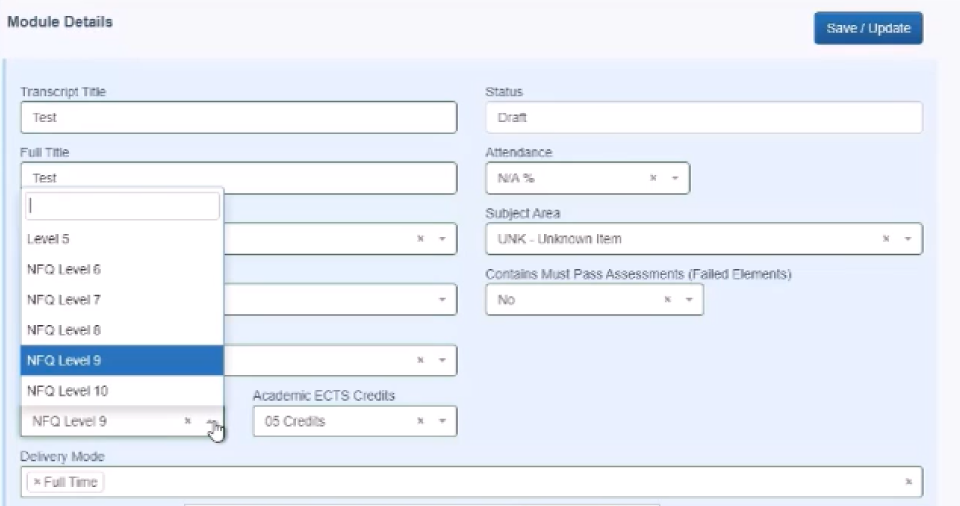 Module Details
Save / Update
Transcript Title
Status
Test
Draft
Full Title
Attendance
Test
N/A %
Subject Area
Level 5
UNK - Unknown Item
NFQ Level 6
Contains Must Pass Assessments (Failed Elements)
NFQ Level 7
No
NFQ Level 8
NFQ Level 9
NFQ Level 10
Academic ECTS Credits
NFQ Level 9
05 Credits
Delivery Mode
× Full Time